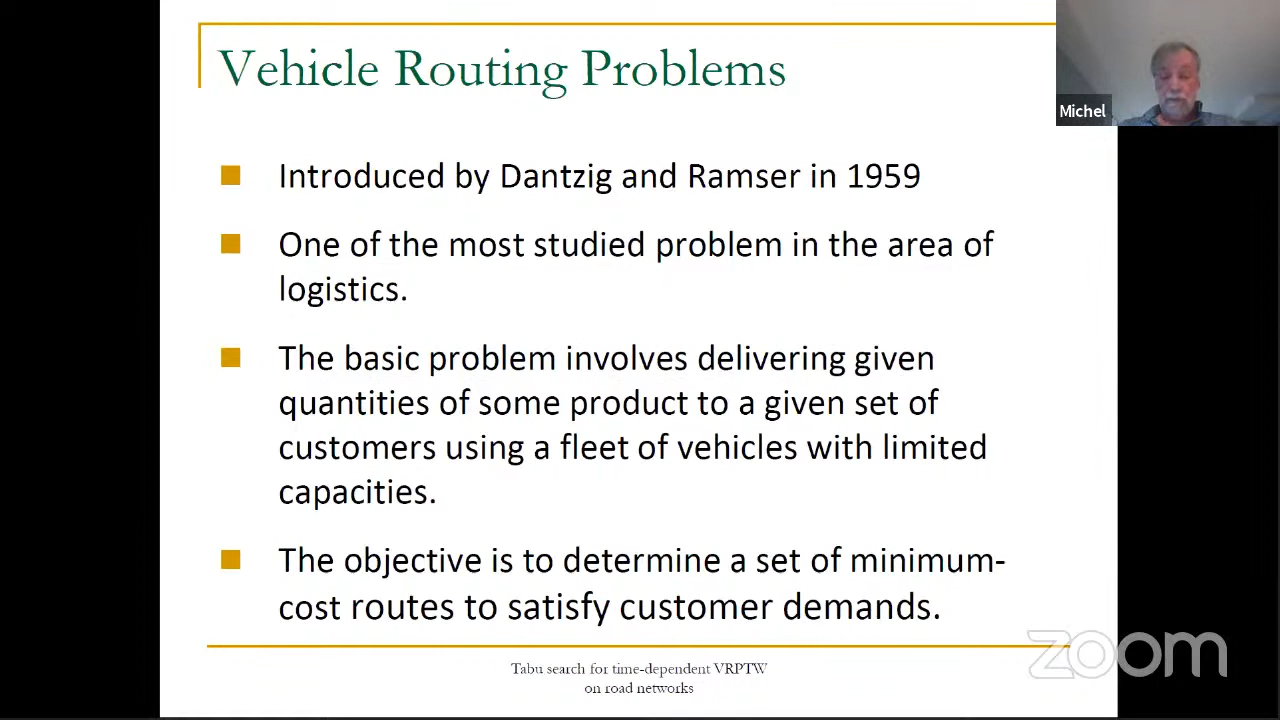 Vehicle Routing Problems
Michel
Introduced by Dantzig and Ramser in 1959
One of the most studied problem in the area of
logistics.
The basic problem involves delivering given
quantities of some product to a given set of
customers using a fleet of vehicles with limited
capacities.
The objective is to determine a set of minimum-
cost routes to satisfy customer demands.
zoom
Tabu search for time-dependent VRPTW
on road networks